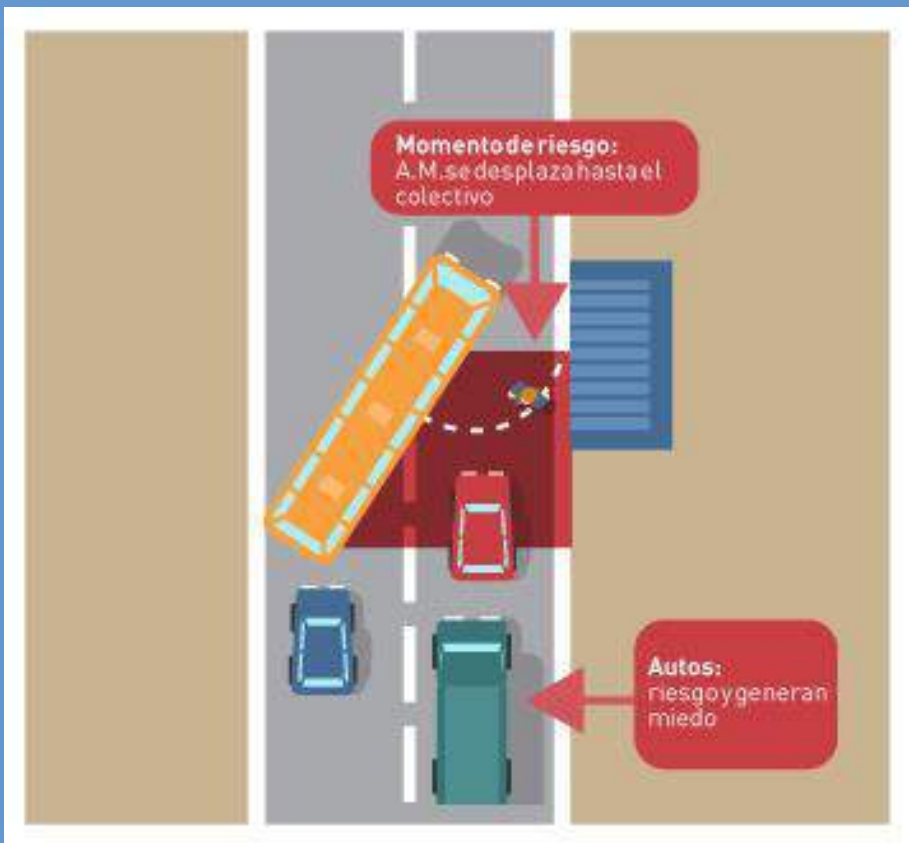 Momento de riesgo:
A.M. se desplaza hasta el
colectivo
Autos:
riesgo y generan
miedo